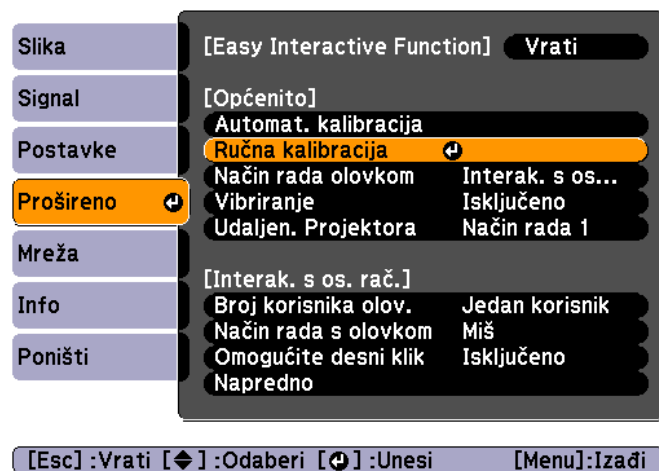 Slika
Signal
Postavke
Prošireno
Mreža
Info
Poništi
[Easy Interactive Function] Vrati
[Općenito]
Automat. kalibracija
Ručna kalibracija
Način rada olovkom Interak. s os...
Vibriranje Isključeno
Udaljen. Projektora Način rada 1
[Interak. s os. rač.]
Broj korisnika olov. Jedan korisnik
Način rada s olovkom Miš
Omogućite desni klik Isključeno
Napredno
[Esc] :Vrati [◆] :Odaberi [↵] :Unesi [Menu]:Izađi